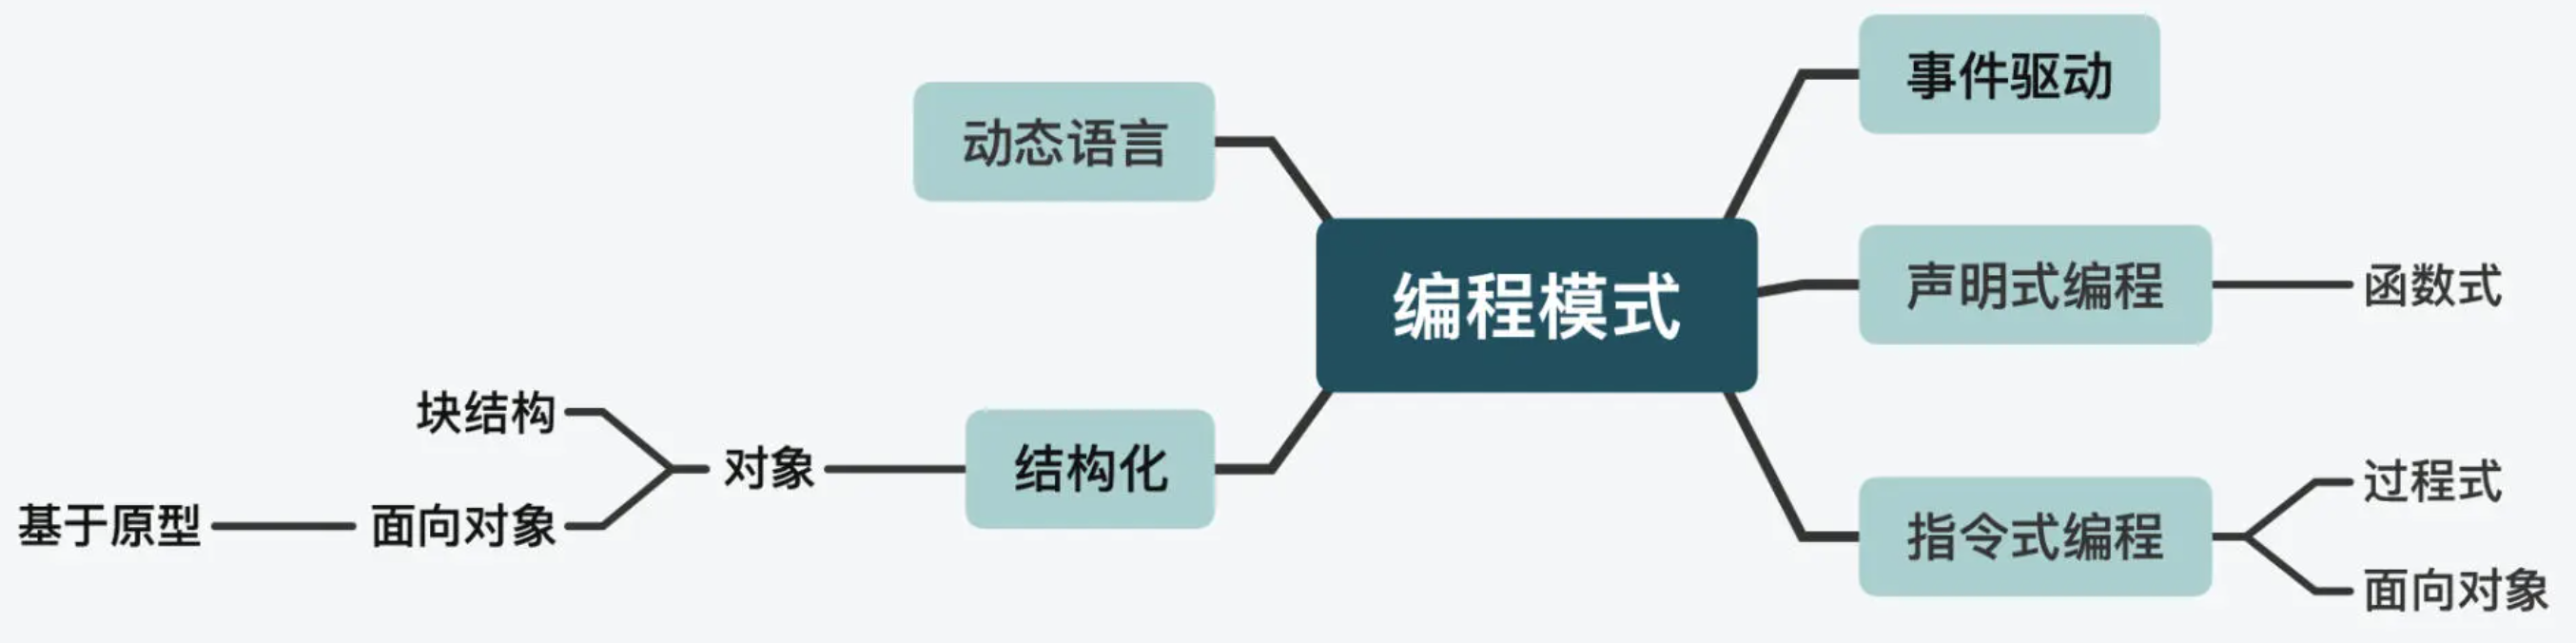 事件驱动
动态语言
声明式编程
函数式
编程模式
块结构
对象
结构化
过程式
基于原型
面向对象
指令式编程
面向对象